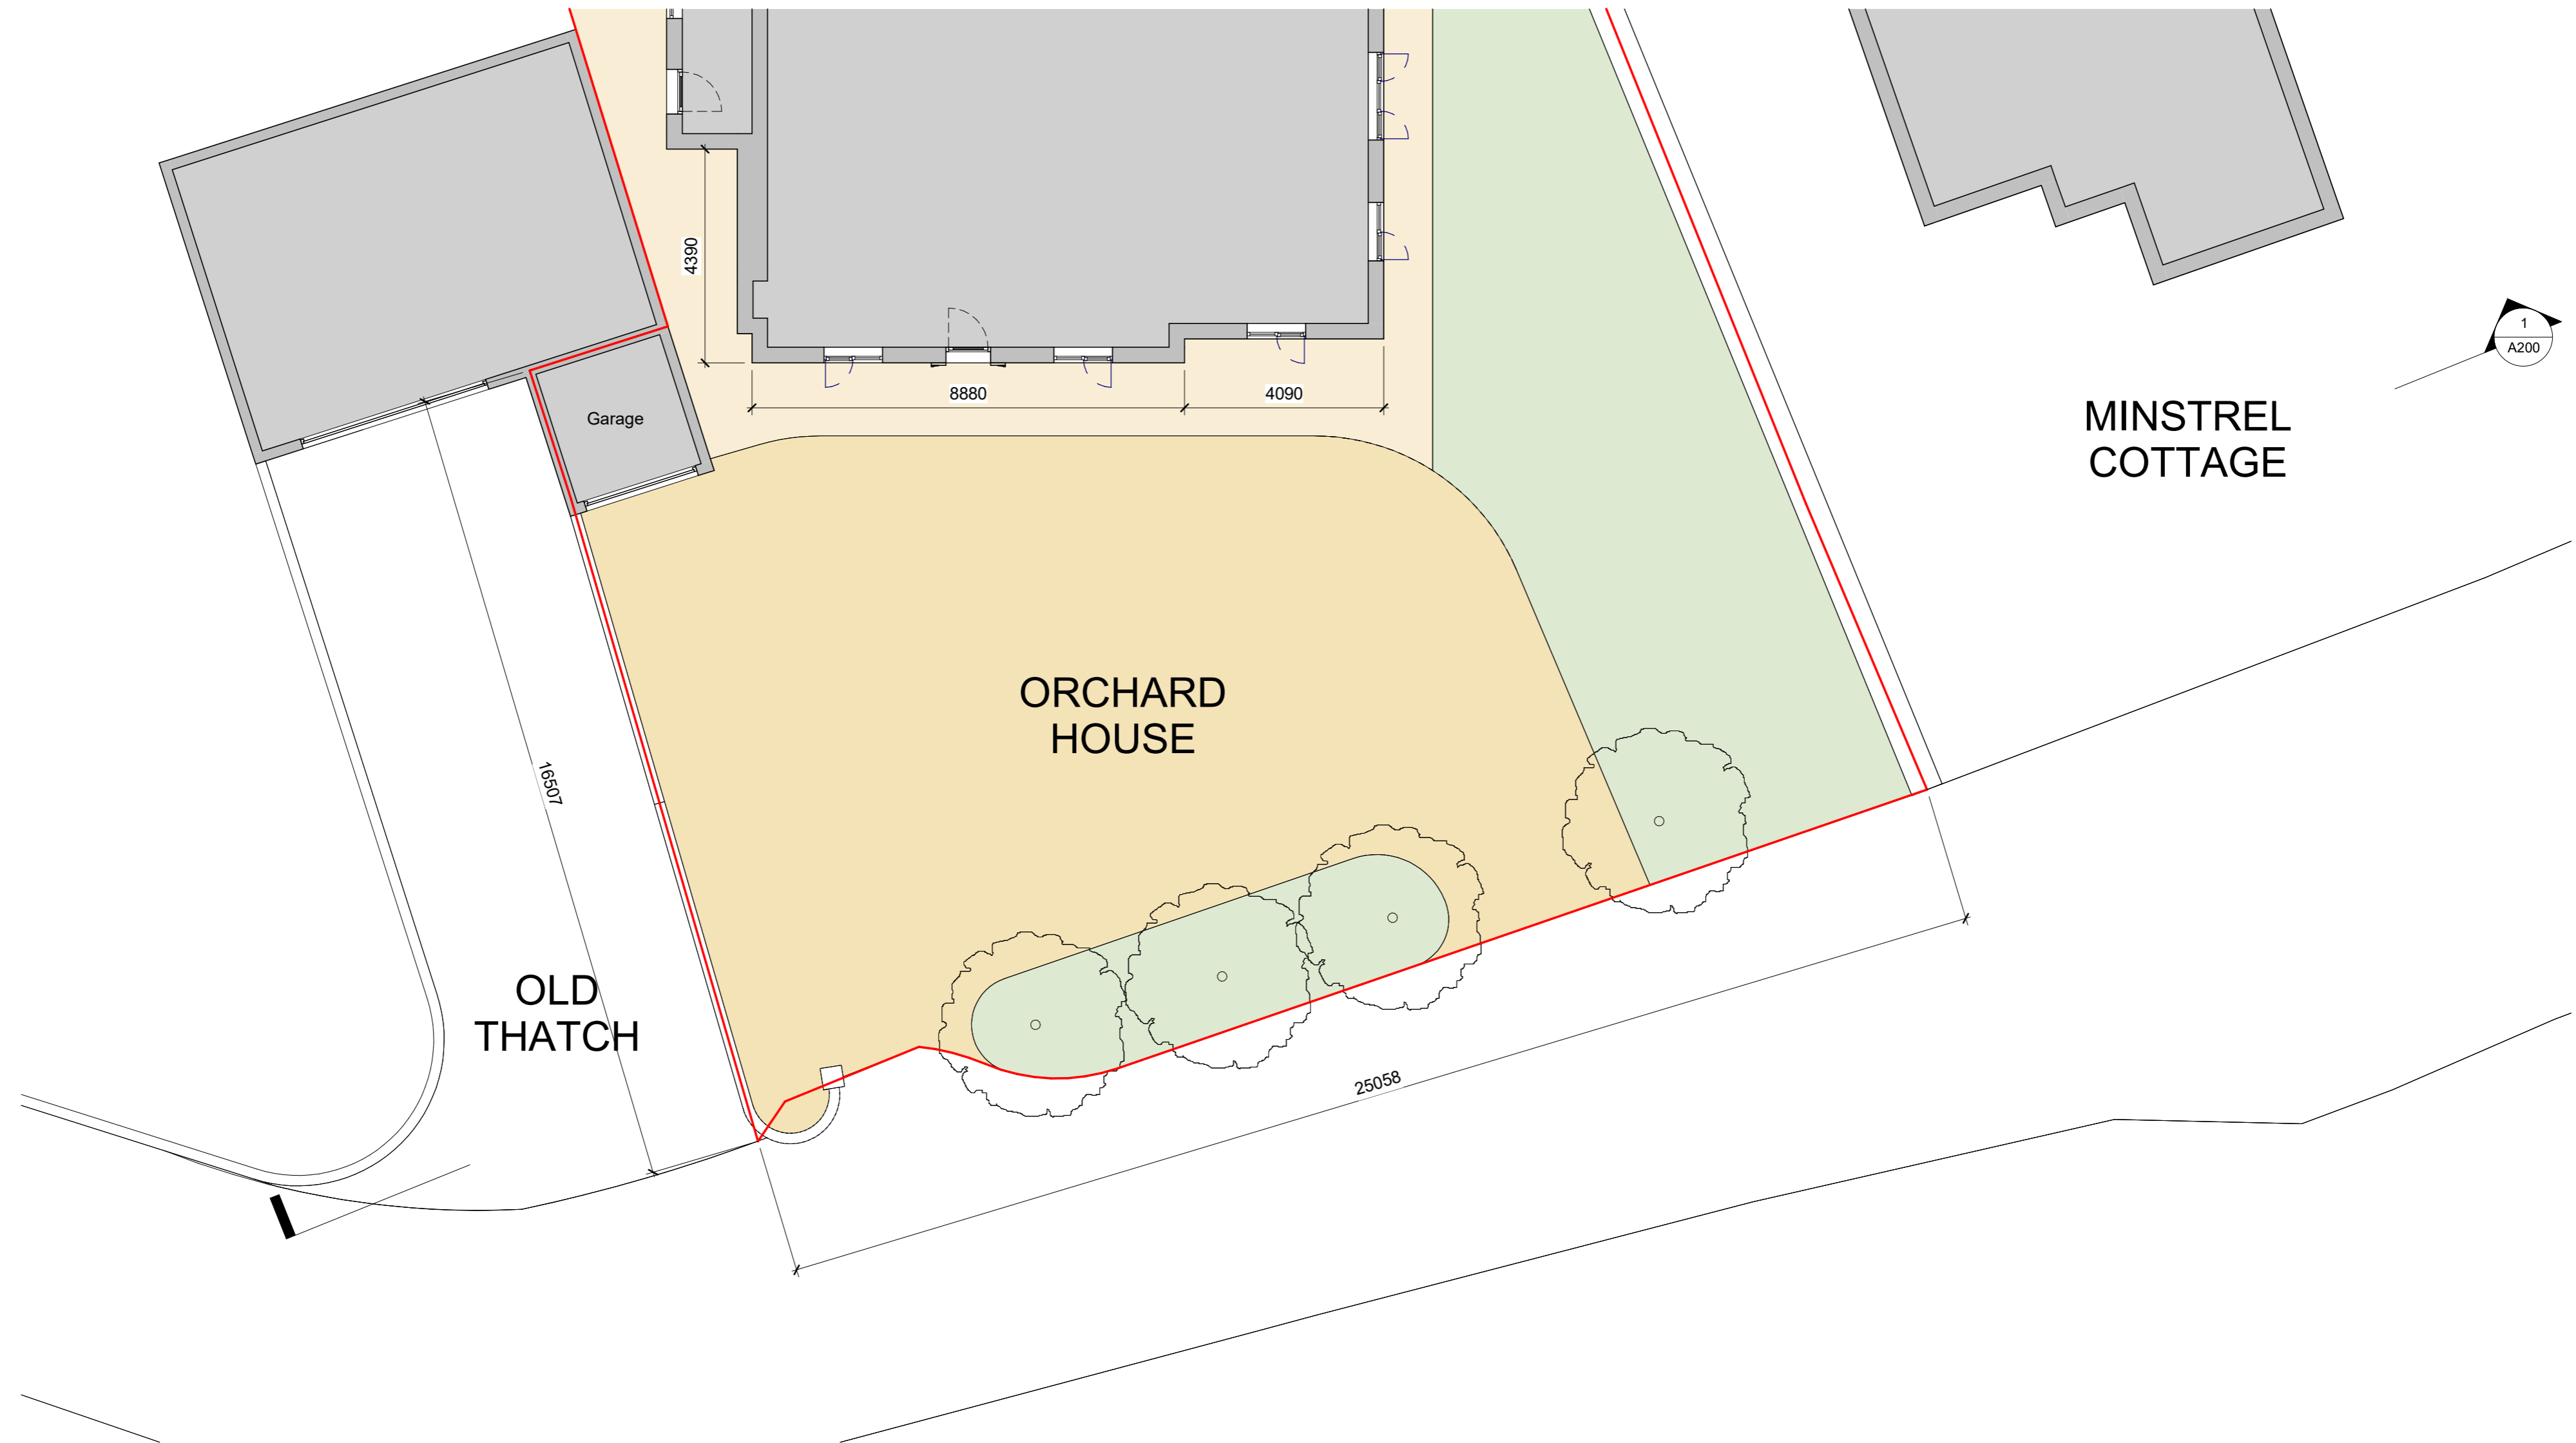 4390
8880
4090
Garage
1
A200
MINSTREL
COTTAGE
ORCHARD
HOUSE
16507
OLD
THATCH
25058